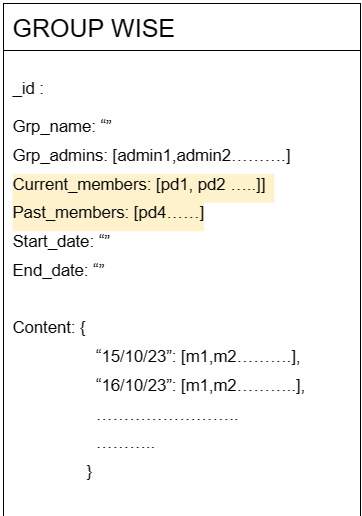 GROUP WISE
_id :
Grp_name: “”
Grp_admins: [admin1,admin2……….]
Current_members: [pd1, pd2 …..]]
Past_members: [pd4……]
Start_date: “”
End_date: “”
Content: {
“15/10/23”: [m1,m2……….],
“16/10/23”: [m1,m2………..],
……………………..
………..
}